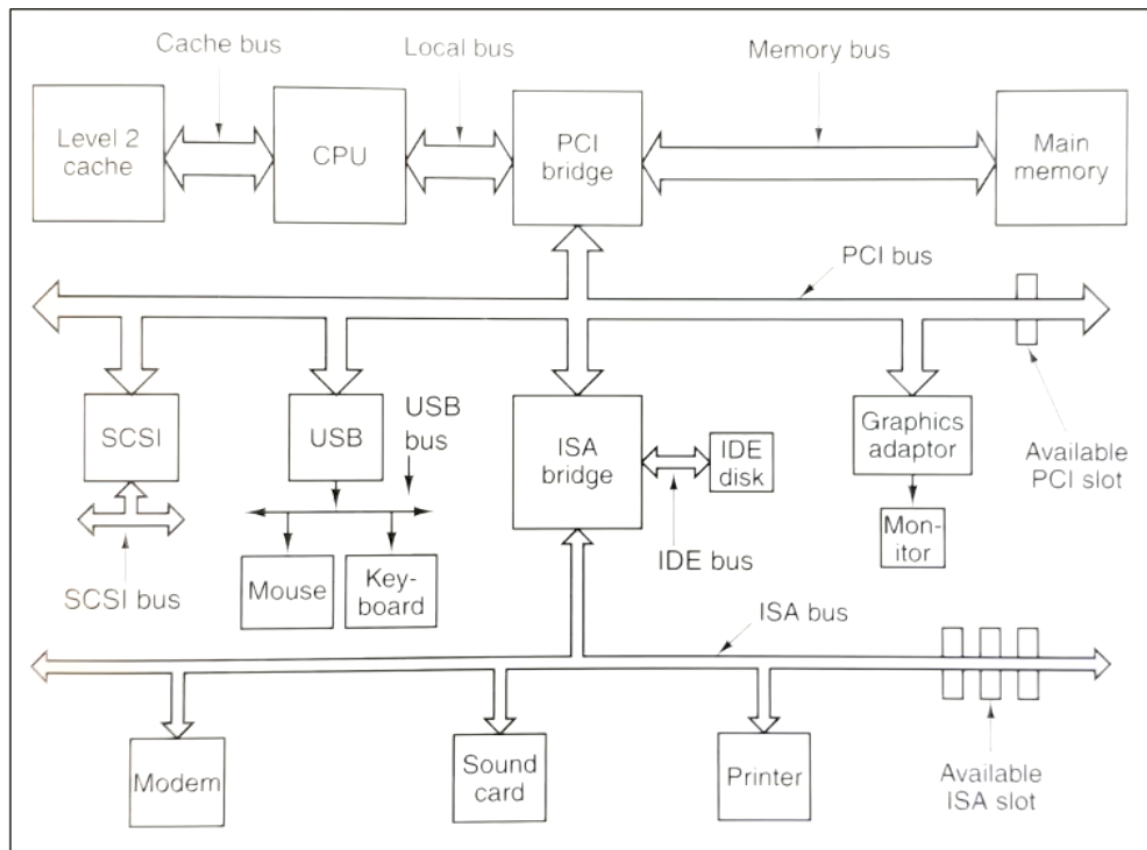 Cache bus
Local bus
Memory bus
Level 2
cache
CPU
PCI
bridge
Main
memory
PCI bus
SCSI
USB
USB
bus
ISA
bridge
IDE
disk
Graphics
adaptor
Available
PCI slot
Mon-
itor
IDE bus
SCSI bus
Mouse
Key-
board
ISA bus
Modem
Sound
card
Printer
Available
ISA slot